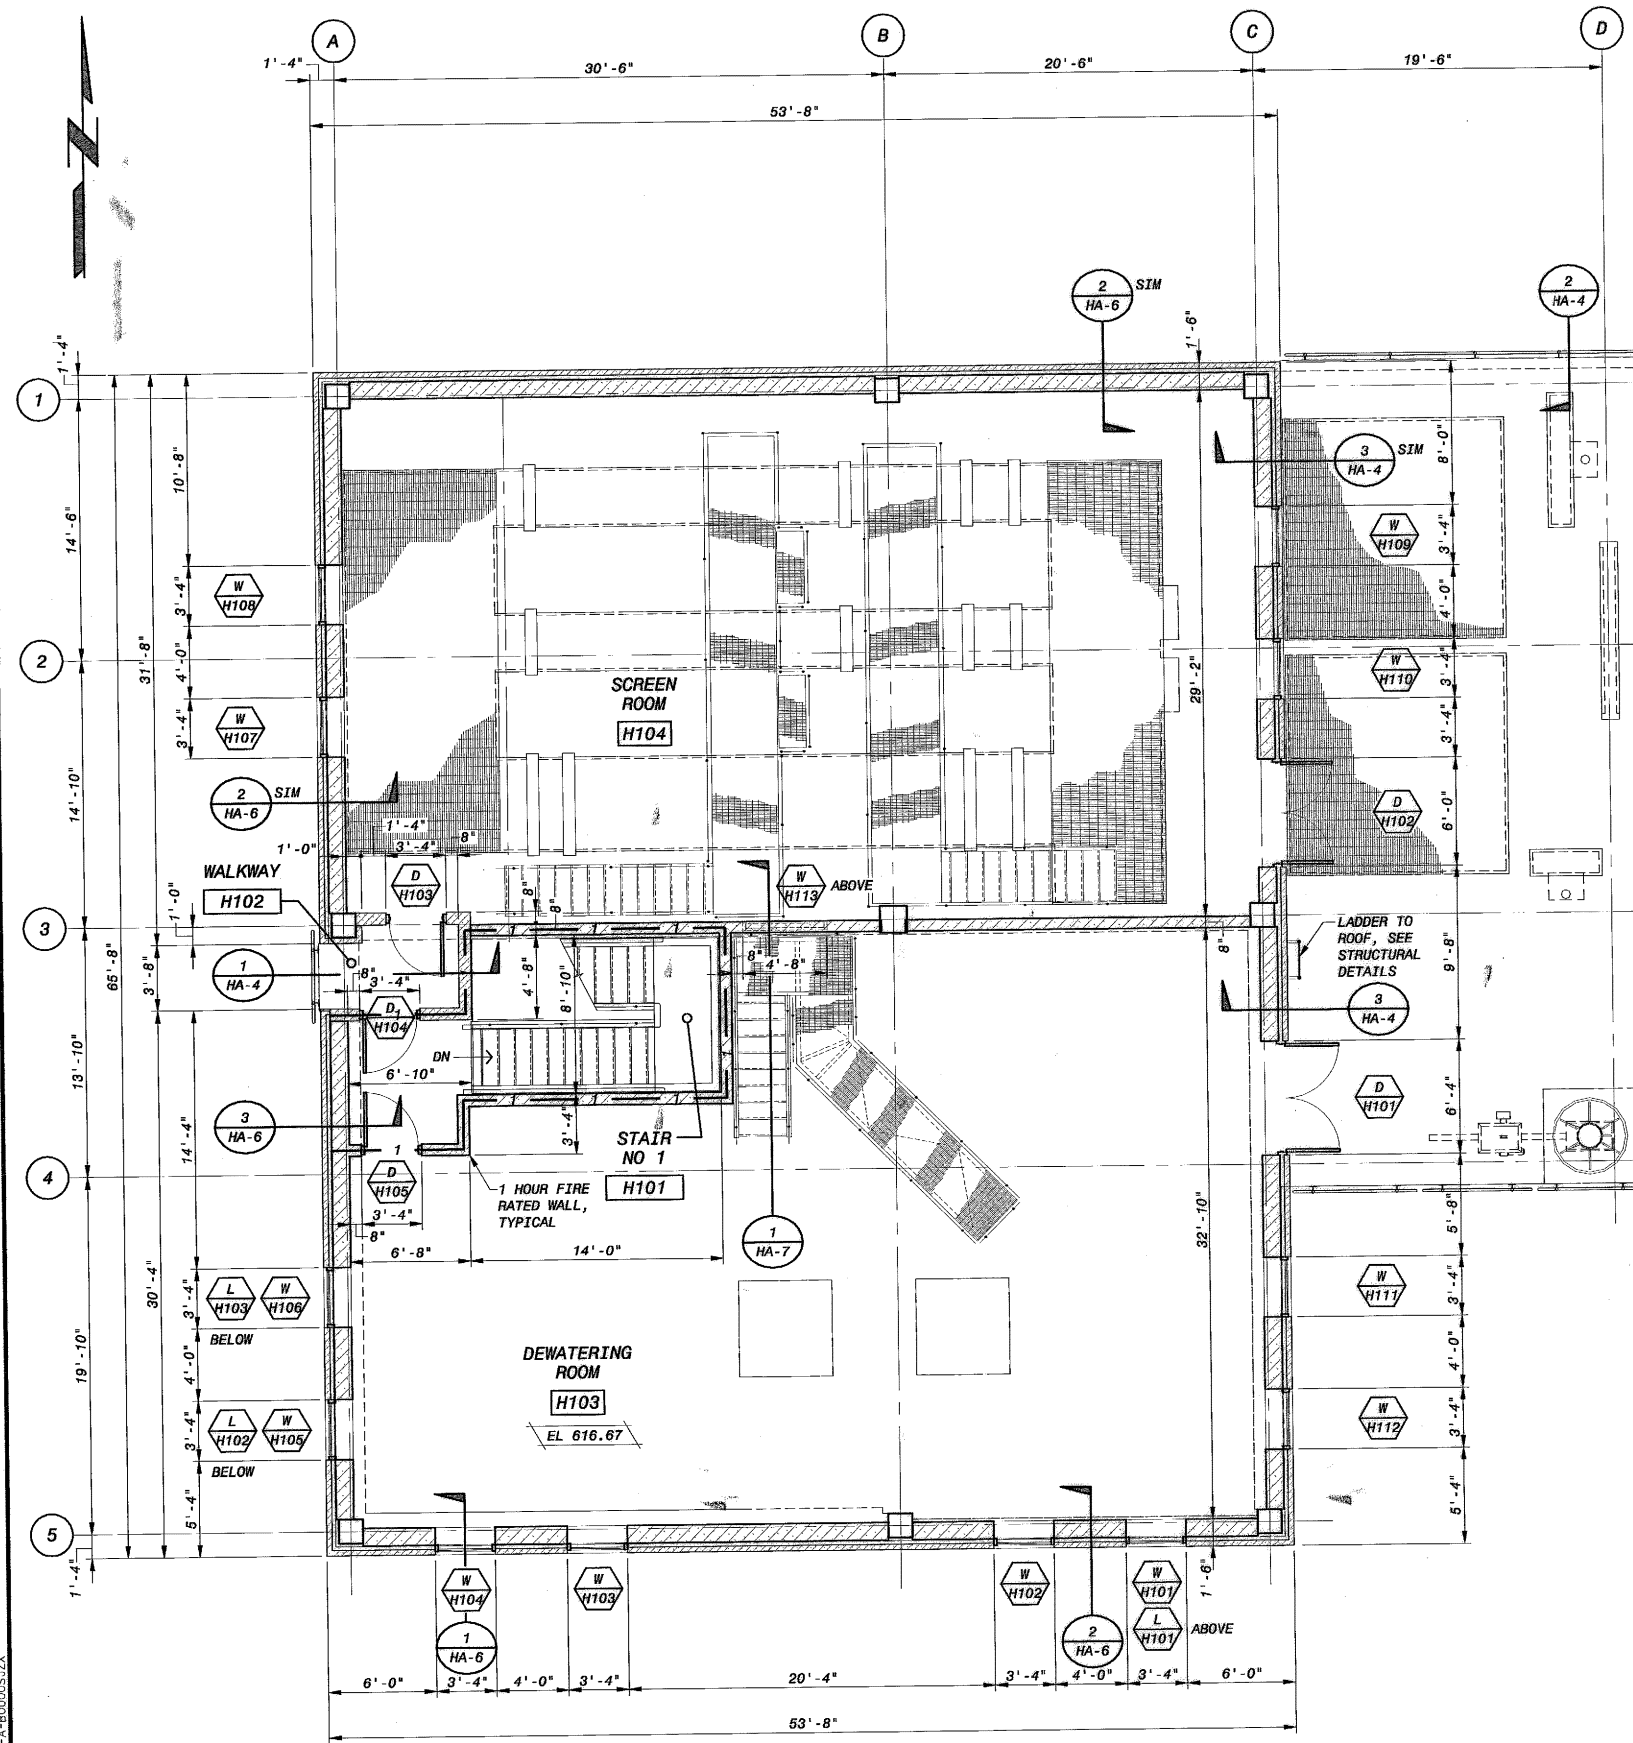 A
B
C
D
1'-4"
30'-6"
20'-6"
19'-6"
53'-8"
N
2
HA-6
SIM
2
HA-4
1'-4"
1'-6"
1
10'-8"
14'-6"
31'-8"
8'-0"
3
HA-4
SIM
W
H109
3'-4"
W
H108
3'-4"
4'-0"
2
4'-0"
SCREEN
ROOM
H104
29'-2"
W
H110
3'-4"
W
H107
3'-4"
3'-4"
14'-10"
2
HA-6
SIM
D
H102
6'-0"
1'-4"
1'-0"
3'-4"
8"
WALKWAY
H102
D
H103
W
H113
ABOVE
8"
8"
1'-0"
3
8"
LADDER TO
ROOF, SEE
STRUCTURAL
DETAILS
9'-8"
65'-8"
3'-8"
1
HA-4
8"
3'-4"
4'-8"
8'-10"
8"
4'-8"
3
HA-4
D
H104
1
DN
6'-10"
13'-10"
D
H101
6'-4"
3
HA-6
3'-4"
14'-4"
STAIR
NO 1
H101
1
4
D
H105
1 HOUR FIRE
RATED WALL,
TYPICAL
3'-4"
8"
6'-8"
14'-0"
1
HA-7
32'-10"
5'-8"
30'-4"
L
H103
W
H106
BELOW
3'-4"
W
H111
3'-4"
19'-10"
4'-0"
DEWATERING
ROOM
H103
EL 616.67
4'-0"
L
H102
W
H105
BELOW
3'-4"
W
H112
3'-4"
5'-4"
5'-4"
5
1'-4"
1'-6"
W
H104
W
H103
W
H102
W
H101
L
H101
ABOVE
1
HA-6
2
HA-6
6'-0"
3'-4"
4'-0"
3'-4"
20'-4"
3'-4"
4'-0"
3'-4"
6'-0"
53'-8"